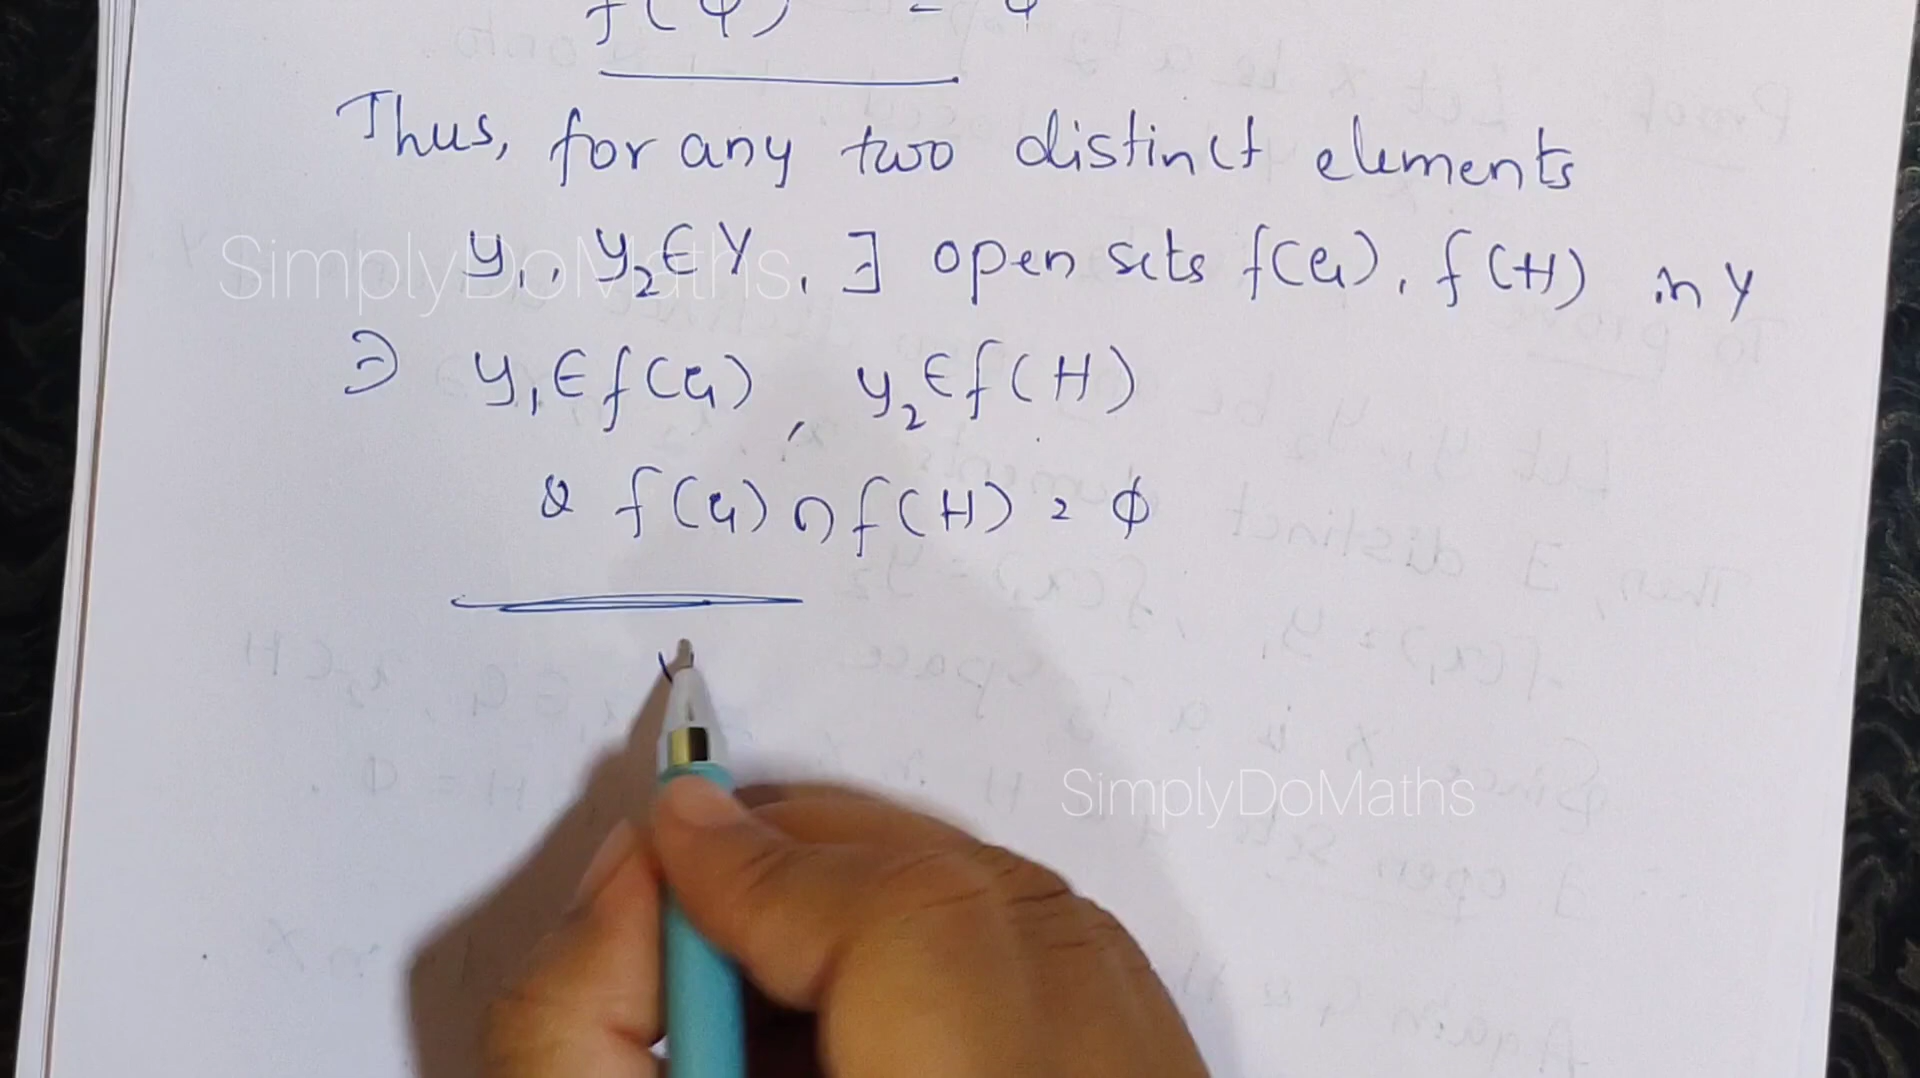 f(φ) = φ
Thus, for any two distinct elements
y₁, y₂ ∈ Y, ∃ open sets f(G), f(H) in Y
∋ y₁ ∈ f(G), y₂ ∈ f(H)
& f(G) ∩ f(H) = φ
SimplyDoMaths
SimplyDoMaths